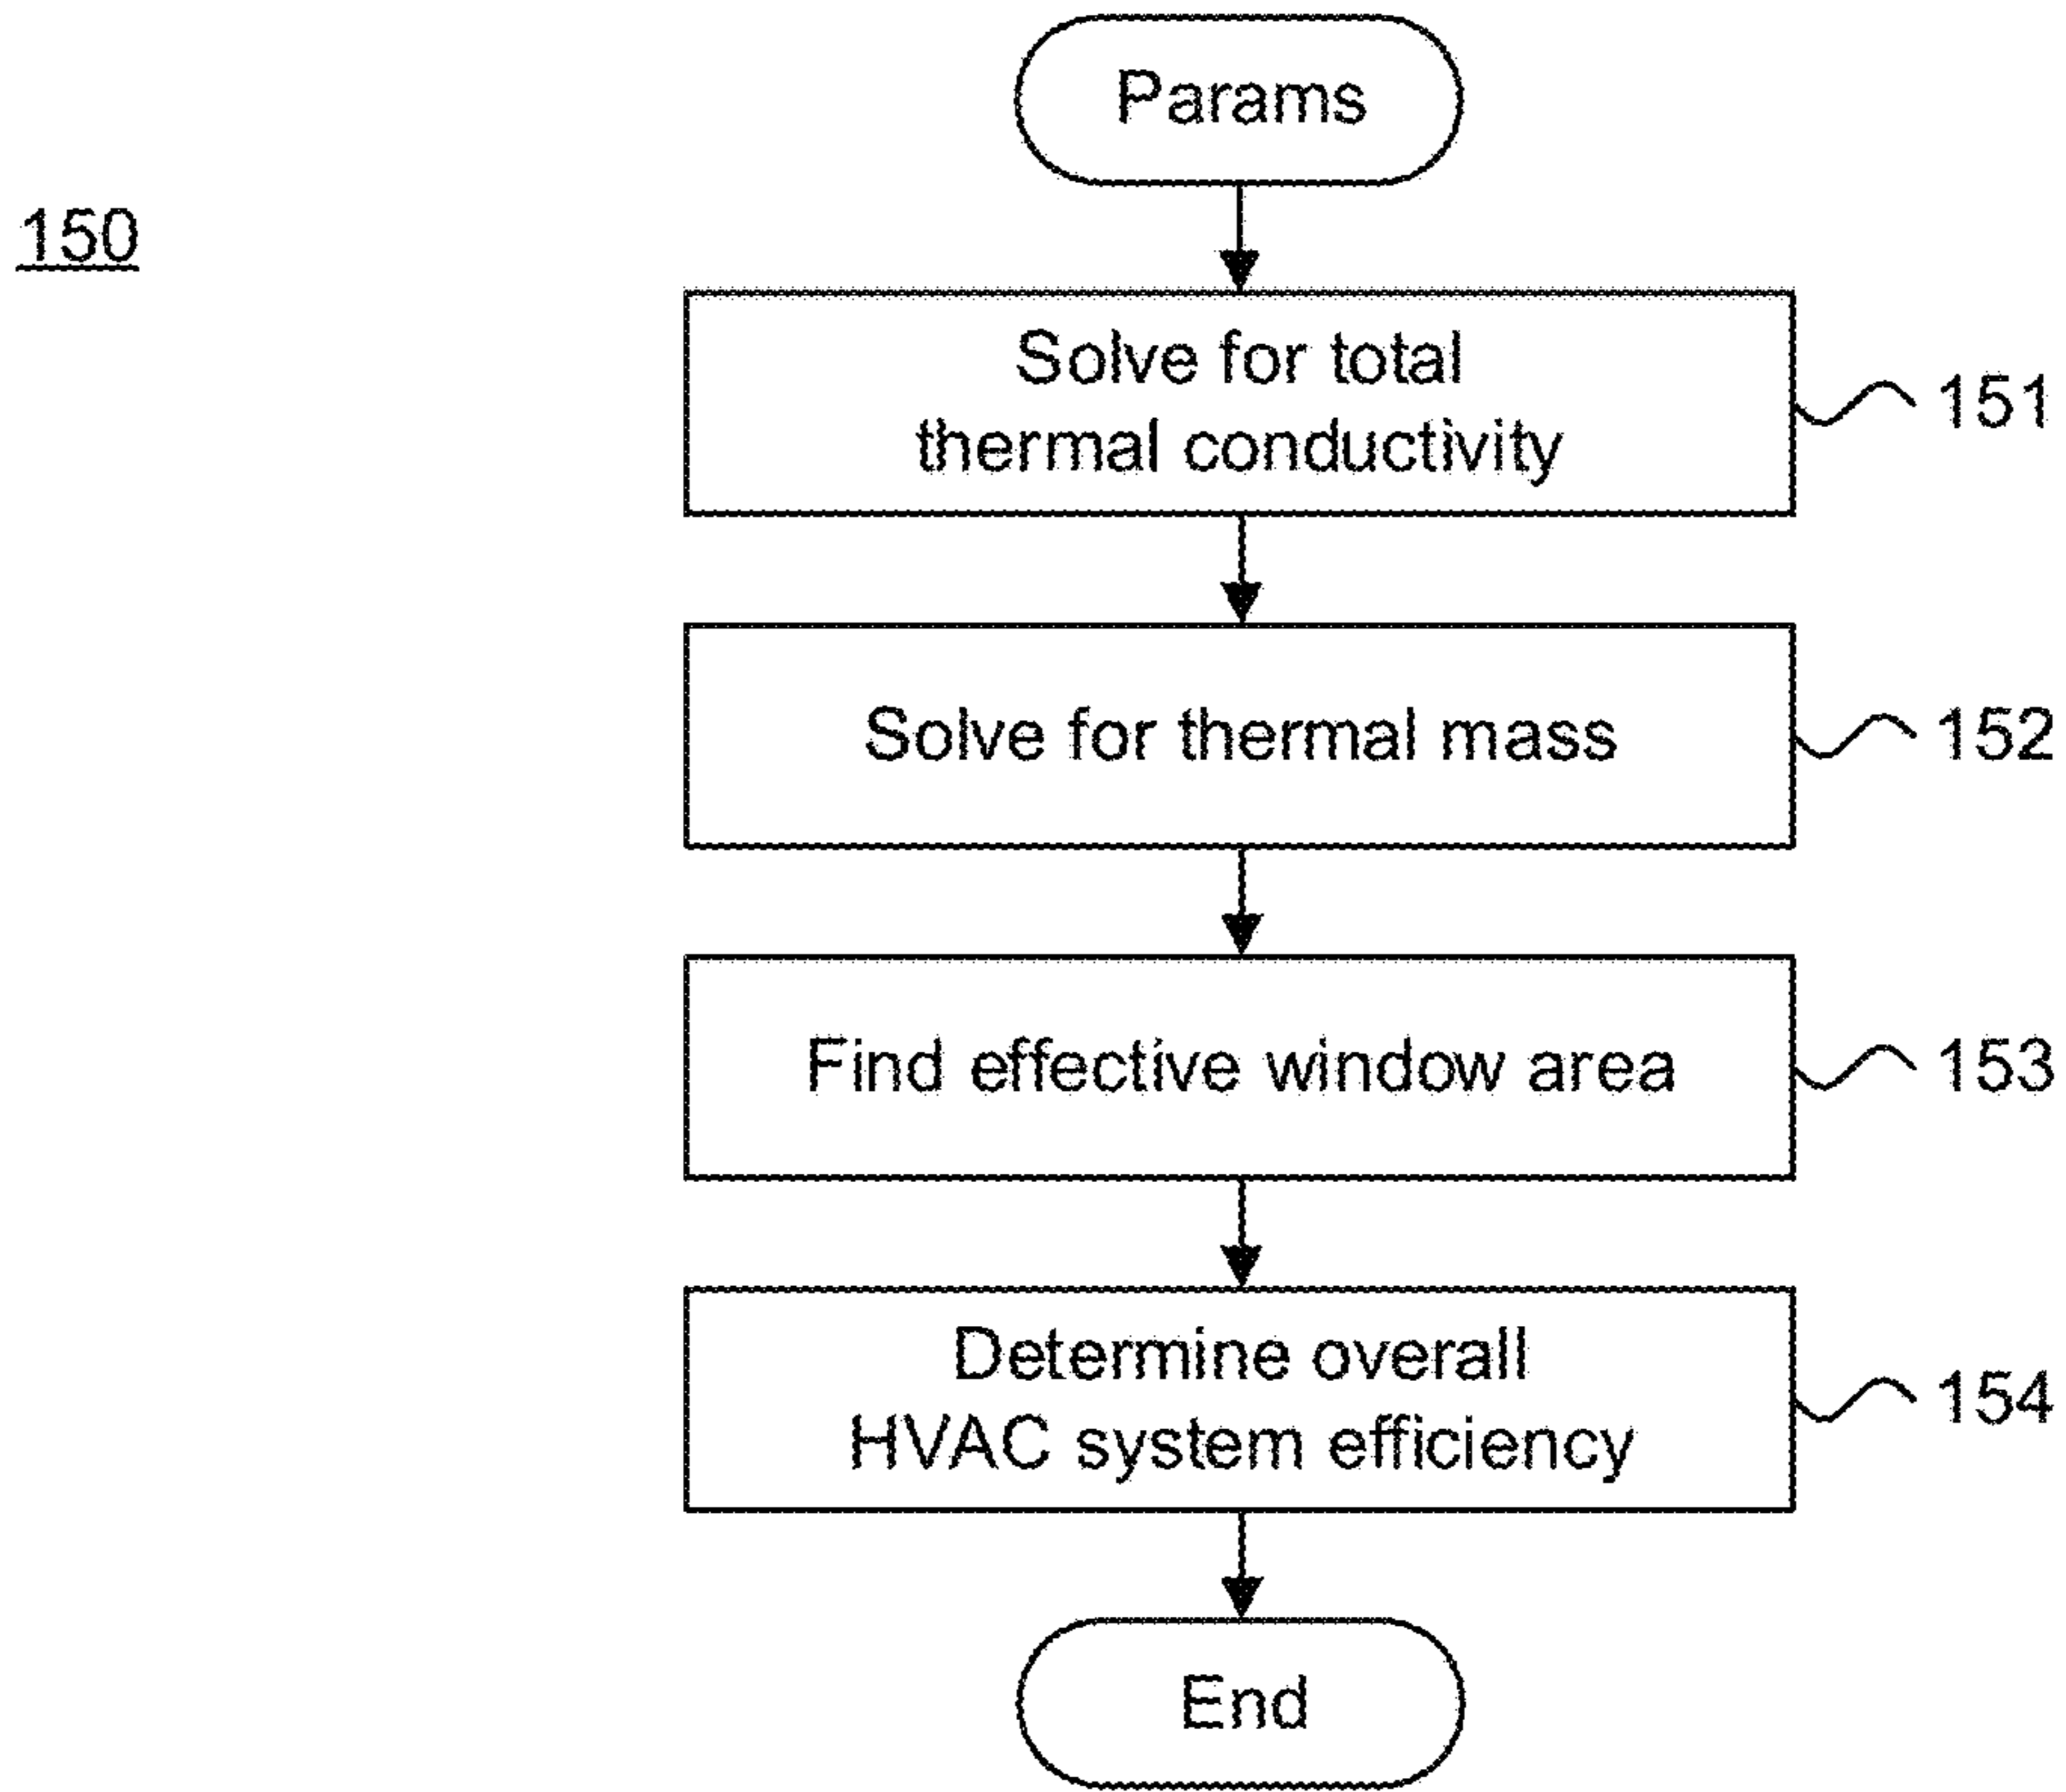 Params
150
Solve for total
thermal conductivity
151
Solve for thermal mass
152
Find effective window area
153
Determine overall
HVAC system efficiency
154
End